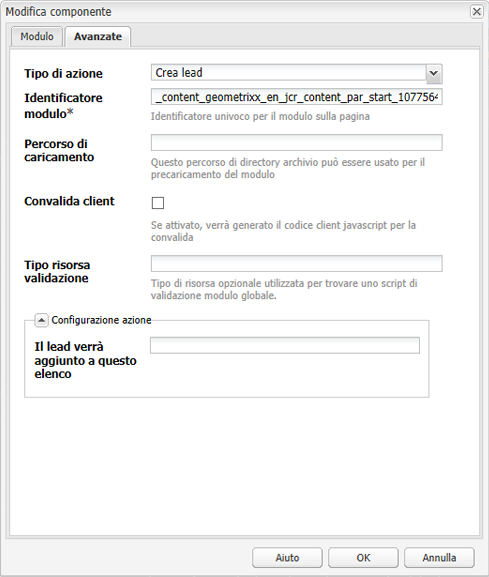 Modifica componente
Modulo Avanzate
Tipo di azione Crea lead
Identificatore _content_geometrixx_en_jcr_content_par_start_1077564
modulo* Identificatore univoco per il modulo sulla pagina
Percorso di
caricamento
Questo percorso di directory archivio può essere usato per il
precaricamento del modulo
Convalida client
Se attivato, verrà generato il codice client javascript per la
convalida
Tipo risorsa
validazione
Tipo di risorsa opzionale utilizzata per trovare uno script di
validazione modulo globale.
Configurazione azione
Il lead verrà
aggiunto a questo
elenco
Aiuto OK Annulla